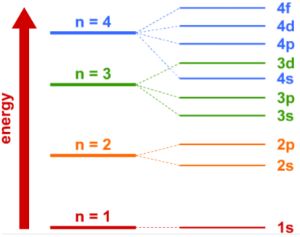 energy
n = 4
n = 3
n = 2
n = 1
4f
4d
4p
3d
4s
3p
3s
2p
2s
1s